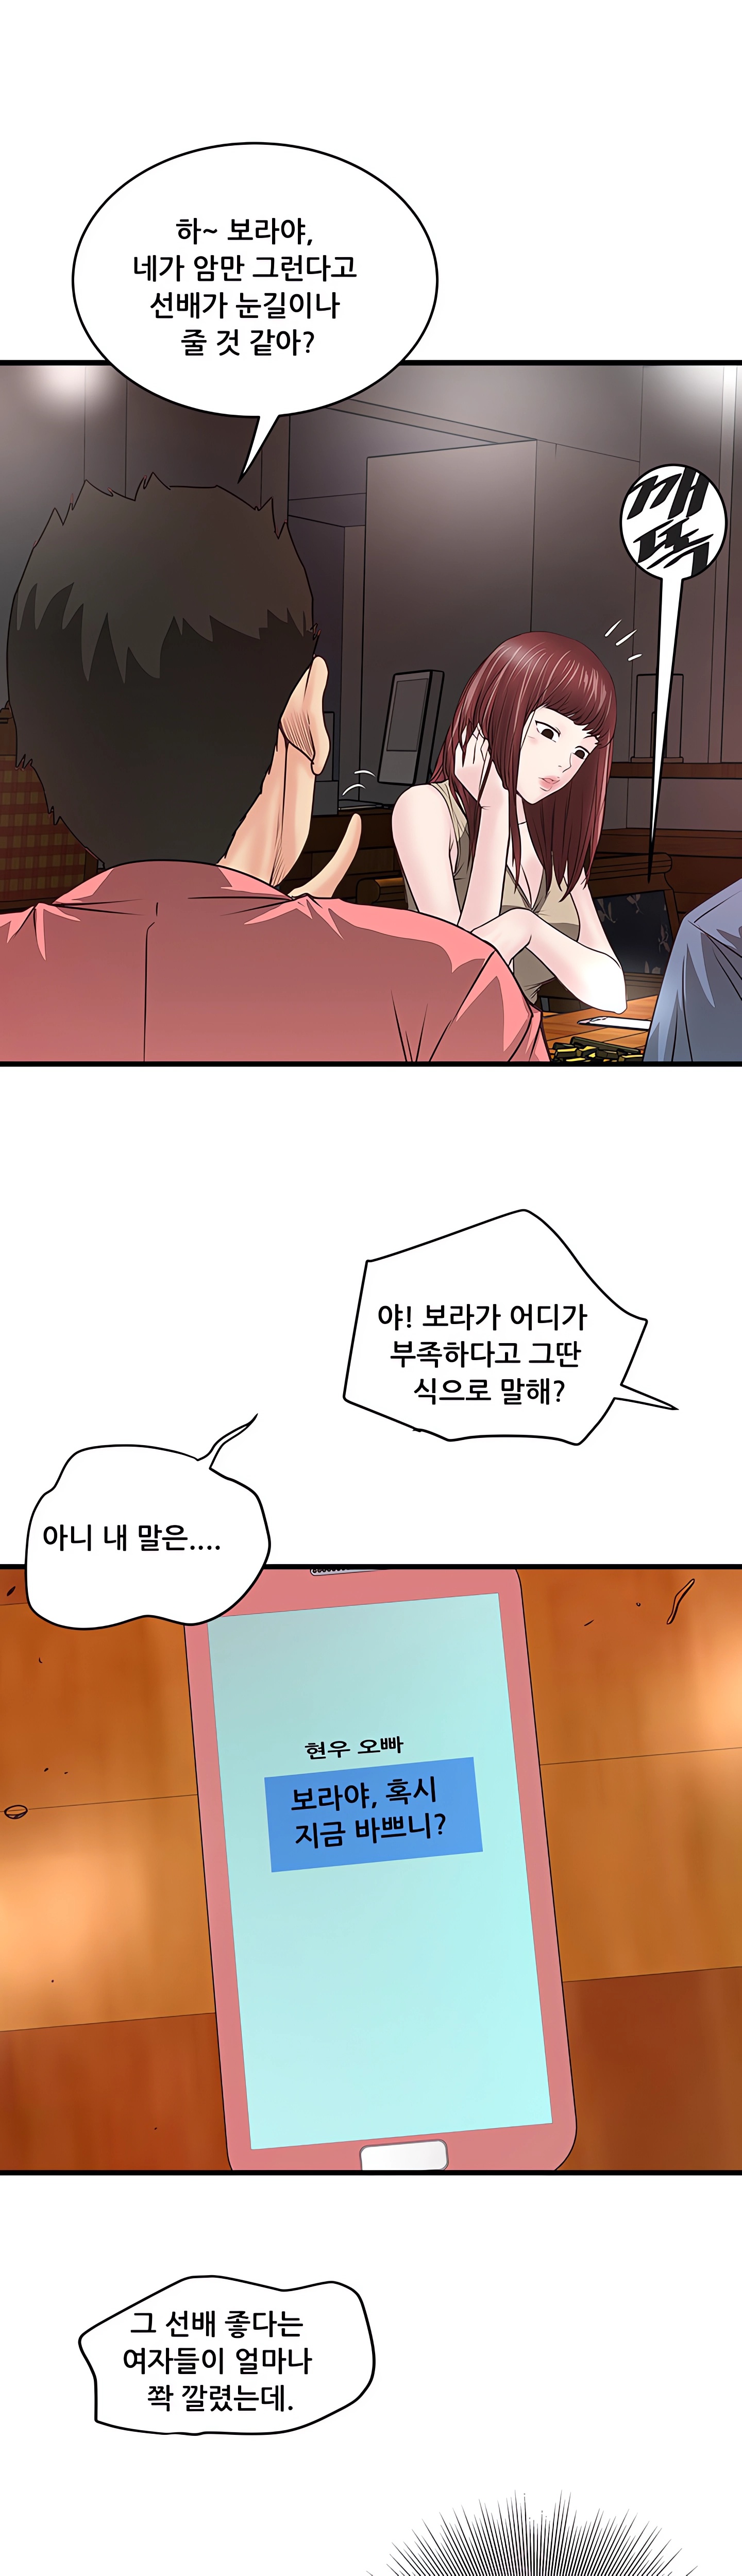 하~ 보라야,
네가 암만 그런다고
선배가 눈길이나
줄 것 같아?
깨
똑
야! 보라가 어디가
부족하다고 그딴
식으로 말해?
아니 내 말은....
현우 오빠
보라야, 혹시
지금 바쁘니?
그 선배 좋다는
여자들이 얼마나
쫙 깔렸는데.